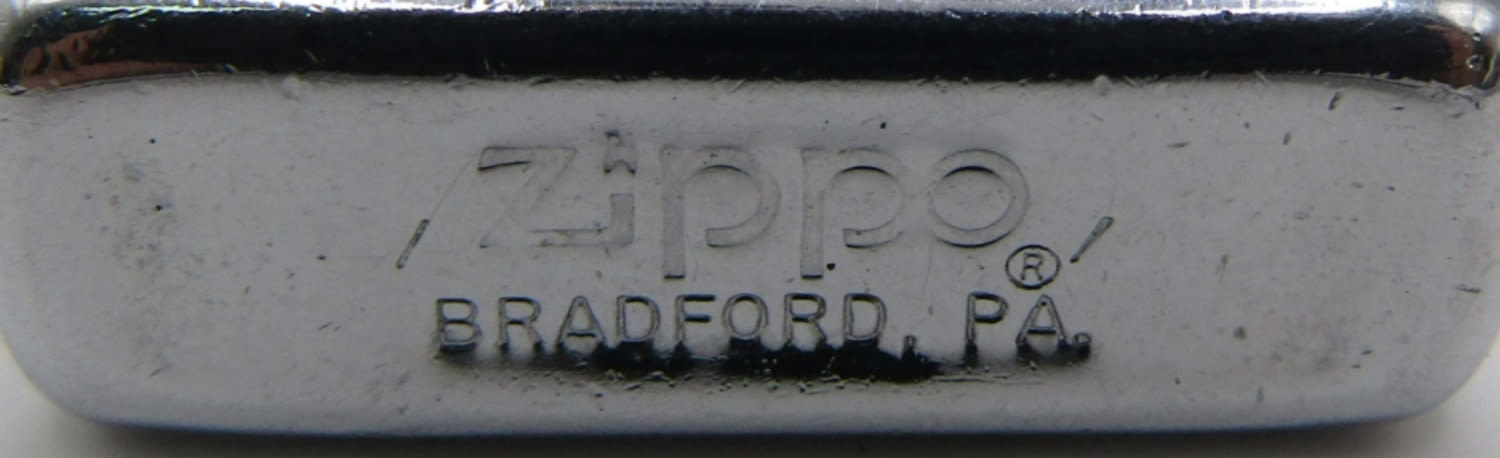 / Zippo ® /
BRADFORD, PA.